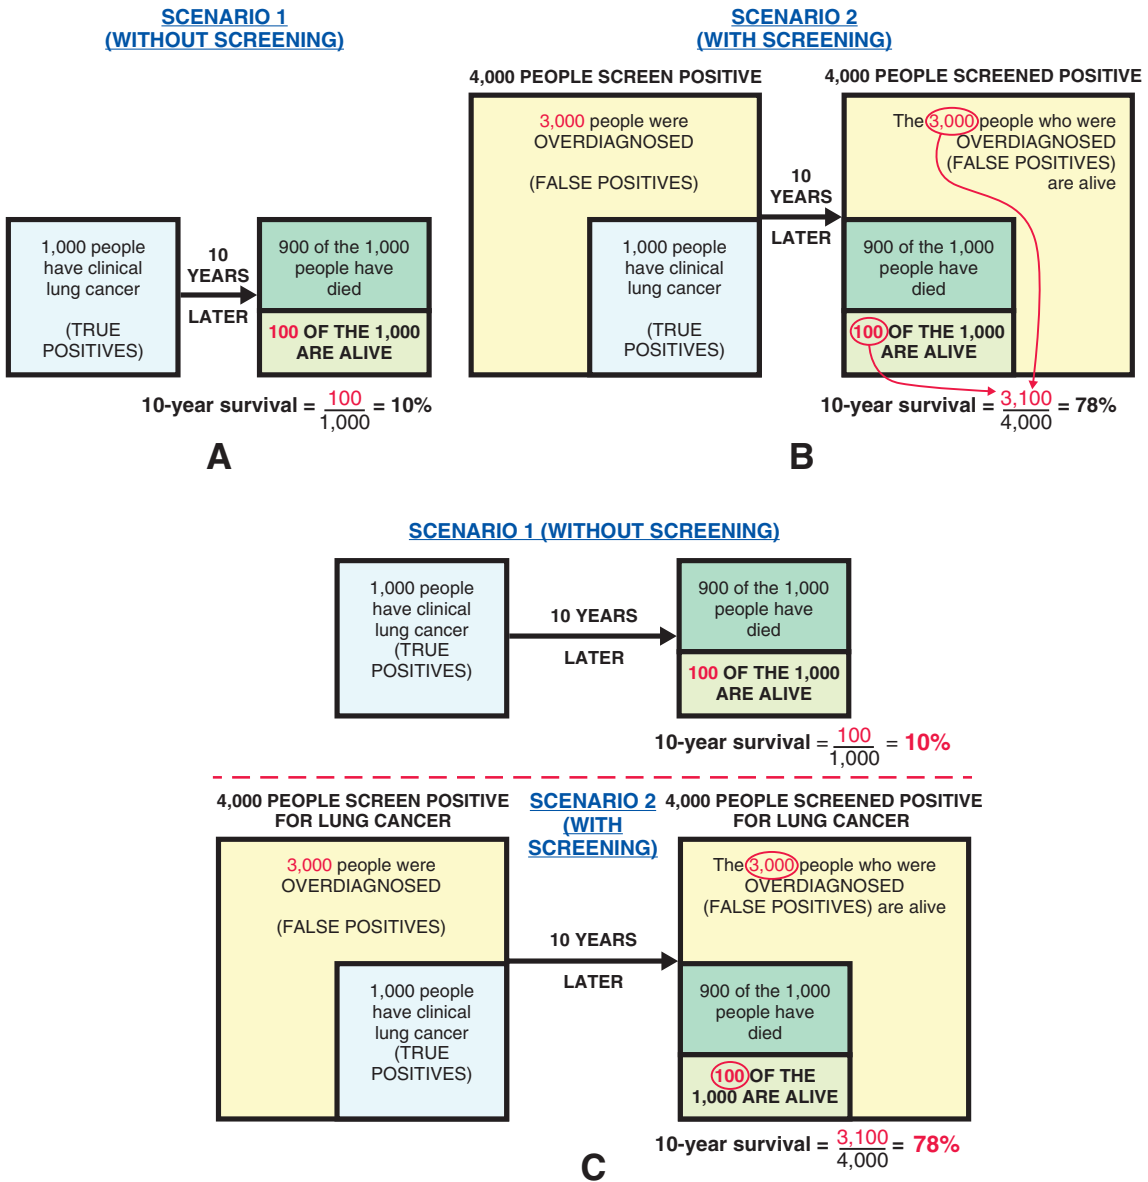 SCENARIO 1
(WITHOUT SCREENING)
1,000 people
have clinical
lung cancer
(TRUE
POSITIVES)
10
YEARS
LATER
900 of the 1,000
people have
died
100 OF THE 1,000
ARE ALIVE
10-year survival = 100/1,000 = 10%
A
SCENARIO 2
(WITH SCREENING)
4,000 PEOPLE SCREEN POSITIVE
3,000 people were
OVERDIAGNOSED
(FALSE POSITIVES)
1,000 people
have clinical
lung cancer
(TRUE
POSITIVES)
10
YEARS
LATER
4,000 PEOPLE SCREENED POSITIVE
The 3,000 people who were
OVERDIAGNOSED
(FALSE POSITIVES)
are alive
900 of the 1,000
people have
died
100 OF THE 1,000
ARE ALIVE
10-year survival = 3,100/4,000 = 78%
B
SCENARIO 1 (WITHOUT SCREENING)
1,000 people
have clinical
lung cancer
(TRUE
POSITIVES)
10 YEARS
LATER
900 of the 1,000
people have
died
100 OF THE 1,000
ARE ALIVE
10-year survival = 100/1,000 = 10%
4,000 PEOPLE SCREEN POSITIVE
FOR LUNG CANCER
SCENARIO 2
(WITH
SCREENING)
4,000 PEOPLE SCREENED POSITIVE
FOR LUNG CANCER
3,000 people were
OVERDIAGNOSED
(FALSE POSITIVES)
1,000 people
have clinical
lung cancer
(TRUE
POSITIVES)
10 YEARS
LATER
The 3,000 people who were
OVERDIAGNOSED
(FALSE POSITIVES) are alive
900 of the 1,000
people have
died
100 OF THE
1,000 ARE ALIVE
10-year survival = 3,100/4,000 = 78%
C